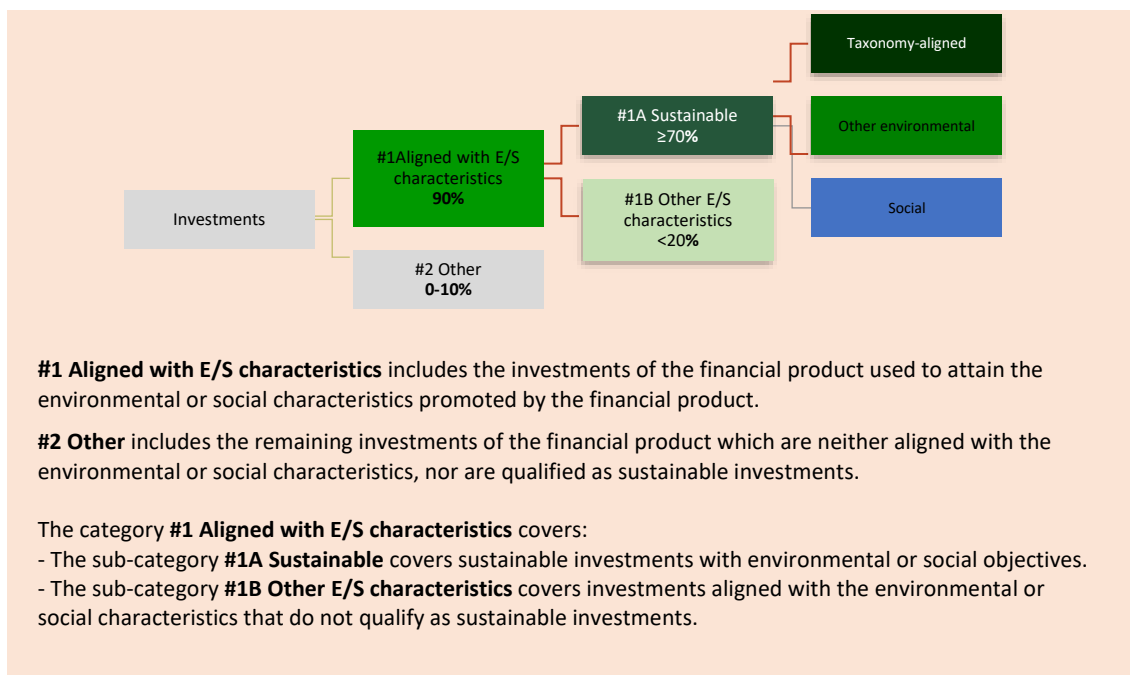 Taxonomy-aligned
#1A Sustainable
≥70%
Other environmental
#1Aligned with E/S
characteristics
90%
#1B Other E/S
characteristics
<20%
Social
Investments
#2 Other
0-10%
#1 Aligned with E/S characteristics includes the investments of the financial product used to attain the
environmental or social characteristics promoted by the financial product.
#2 Other includes the remaining investments of the financial product which are neither aligned with the
environmental or social characteristics, nor are qualified as sustainable investments.
The category #1 Aligned with E/S characteristics covers:
- The sub-category #1A Sustainable covers sustainable investments with environmental or social objectives.
- The sub-category #1B Other E/S characteristics covers investments aligned with the environmental or
social characteristics that do not qualify as sustainable investments.